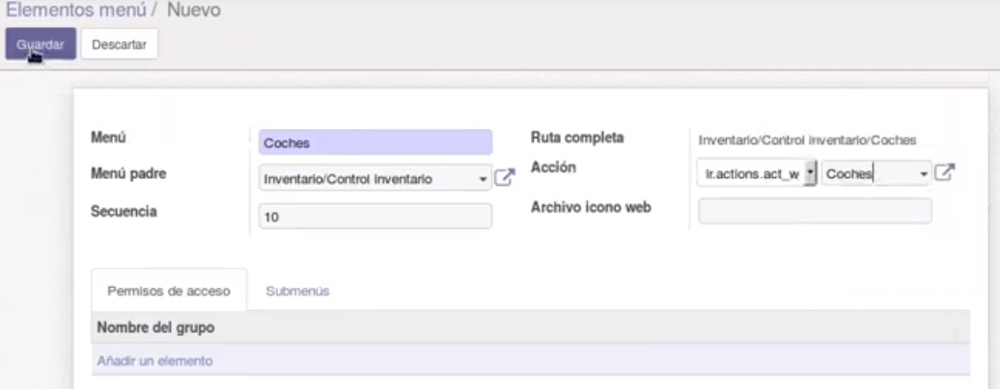 Elementos menú / Nuevo
Guardar Descartar
Menú Coches
Ruta completa Inventario/Control inventario/Coches
Menú padre Inventario/Control inventario
Acción ir.actions.act_w Coches
Secuencia 10
Archivo icono web
Permisos de acceso Submenús
Nombre del grupo
Añadir un elemento